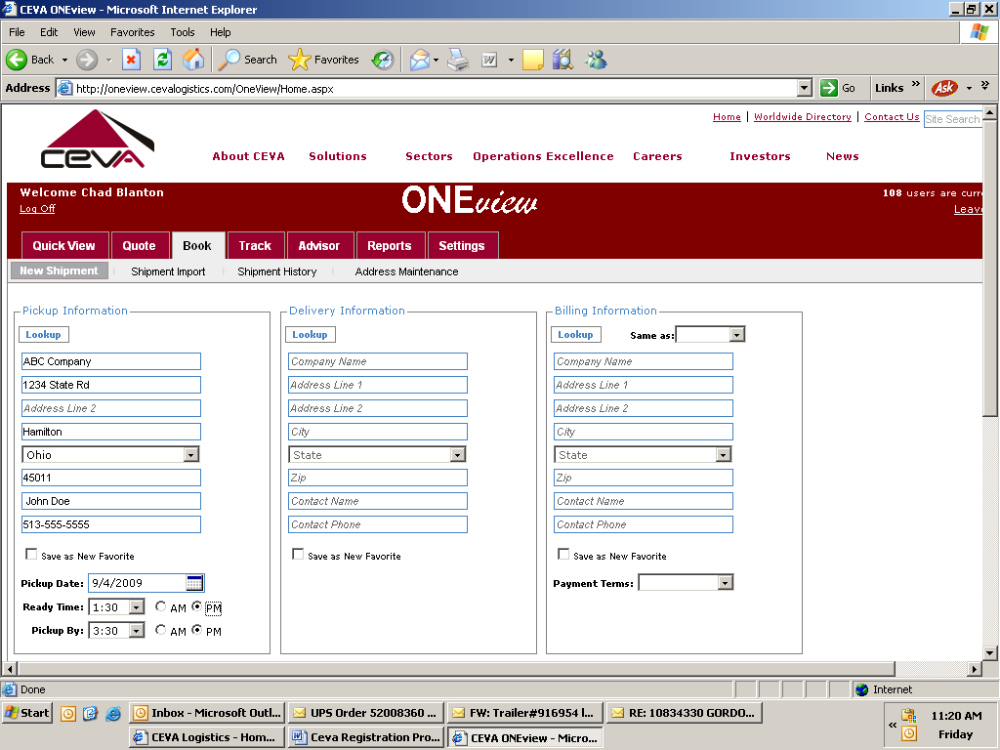 CEVA ONEview - Microsoft Internet Explorer
File Edit View Favorites Tools Help
Back Search Favorites
Address http://oneview.cevalogistics.com/OneView/Home.aspx Go Links » Ask »
Home | Worldwide Directory | Contact Us Site Search
CEVA
About CEVA Solutions Sectors Operations Excellence Careers Investors News
Welcome Chad Blanton ONEview 108 users are curr
Log Off Leav
Quick View Quote Book Track Advisor Reports Settings
New Shipment Shipment Import Shipment History Address Maintenance
Pickup Information Delivery Information Billing Information
Lookup Lookup Lookup Same as:
ABC Company Company Name Company Name
1234 State Rd Address Line 1 Address Line 1
Address Line 2 Address Line 2 Address Line 2
Hamilton City City
Ohio State State
45011 Zip Zip
John Doe Contact Name Contact Name
513-555-5555 Contact Phone Contact Phone
Save as New Favorite Save as New Favorite Save as New Favorite
Pickup Date: 9/4/2009 Payment Terms:
Ready Time: 1:30 AM PM
Pickup By: 3:30 AM PM
Done Internet
Start Inbox - Microsoft Outl... UPS Order 52008360 ... FW: Trailer#916954 l... RE: 10834330 GORDO... « 11:20 AM
CEVA Logistics - Hom... Ceva Registration Pro... CEVA ONEview - Micro... Friday